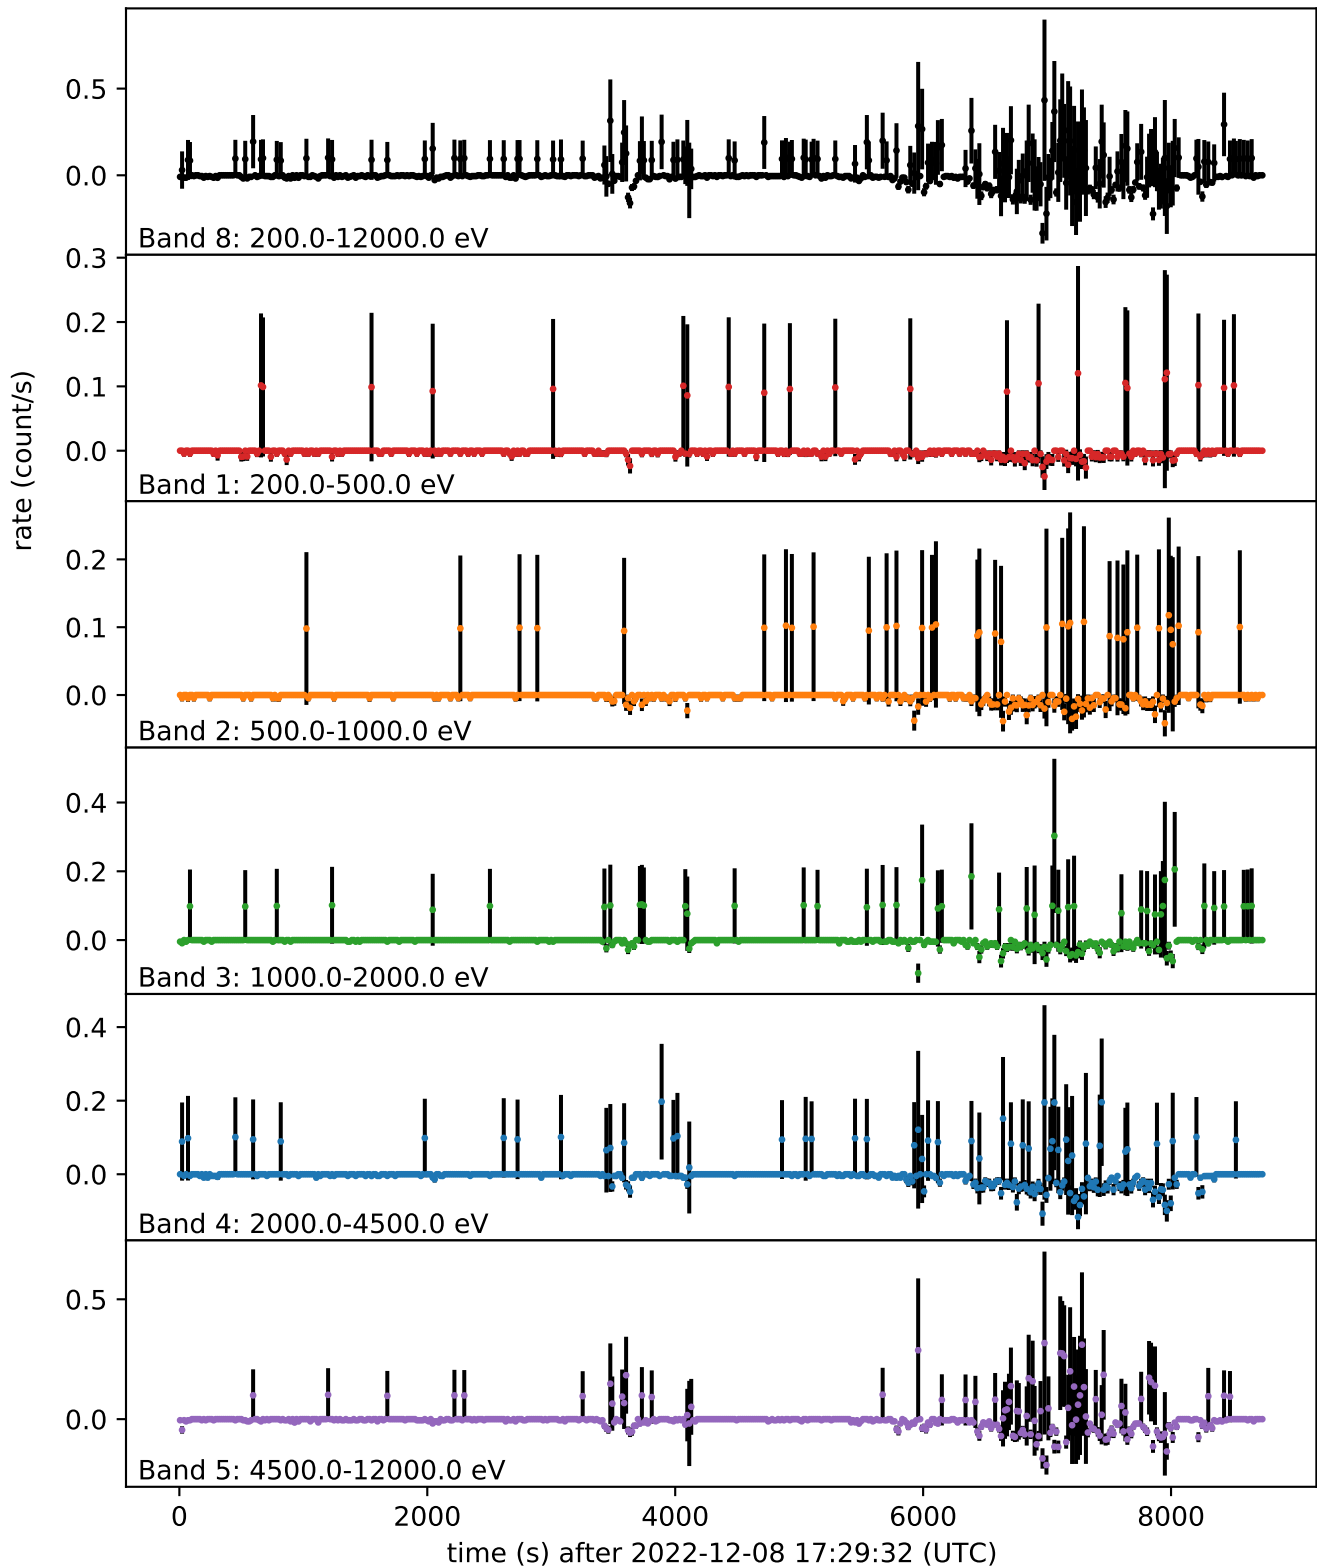 rate (count/s)
0.5
0.0
Band 8: 200.0-12000.0 eV
0.3
0.2
0.1
0.0
Band 1: 200.0-500.0 eV
0.2
0.1
0.0
Band 2: 500.0-1000.0 eV
0.4
0.2
0.0
Band 3: 1000.0-2000.0 eV
0.4
0.2
0.0
Band 4: 2000.0-4500.0 eV
0.5
0.0
Band 5: 4500.0-12000.0 eV
0 2000 4000 6000 8000
time (s) after 2022-12-08 17:29:32 (UTC)